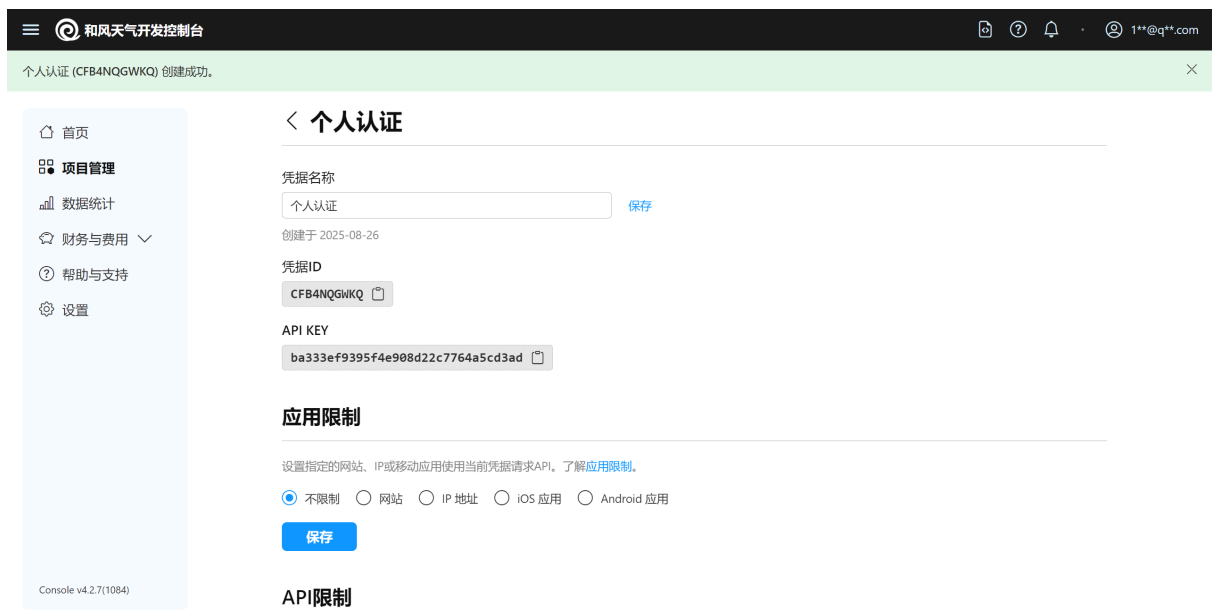 和风天气开发控制台
1**@q**.com
个人认证 (CFB4NQGWKQ) 创建成功。
首页
项目管理
数据统计
财务与费用
帮助与支持
设置
Console v4.2.7(1084)
个人认证
凭据名称
个人认证 保存
创建于 2025-08-26
凭据ID
CFB4NQGWKQ
API KEY
ba333ef9395f4e908d22c7764a5cd3ad
应用限制
设置指定的网站、IP或移动应用使用当前凭据请求API。了解应用限制。
不限制 网站 IP 地址 iOS 应用 Android 应用
保存
API限制